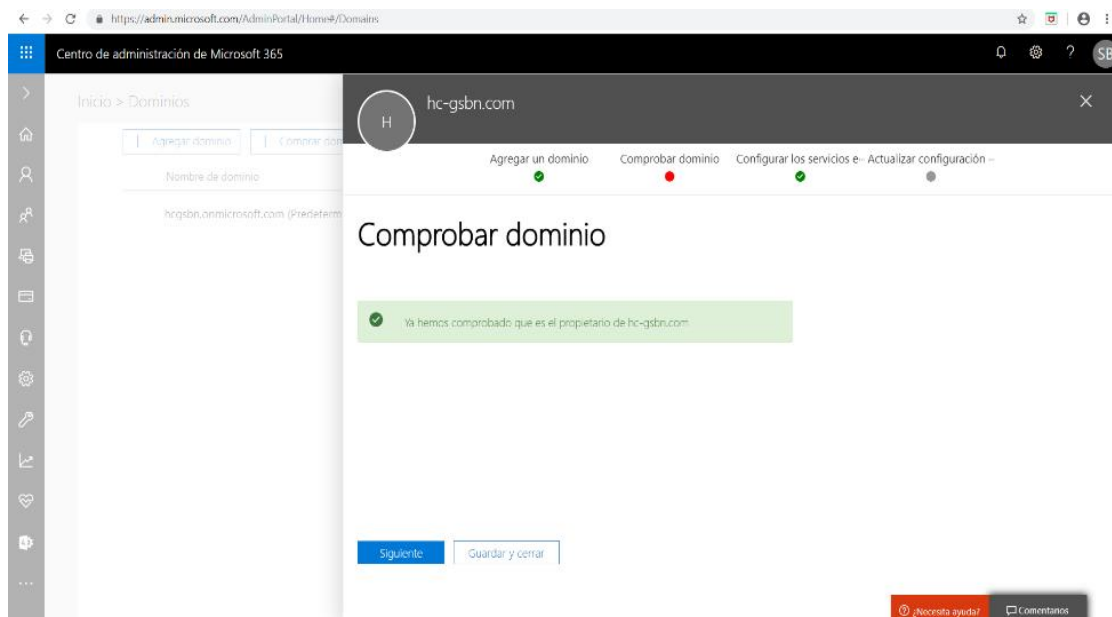 https://admin.microsoft.com/AdminPortal/Home#/Domains
Centro de administración de Microsoft 365
?
SB
Inicio > Dominios
Agregar dominio
Comprar dom
Nombre de dominio
hcgsbn.onmicrosoft.com (Predeterm
H
hc-gsbn.com
Agregar un dominio
Comprobar dominio
Configurar los servicios e...
Actualizar configuración ...
Comprobar dominio
Ya hemos comprobado que es el propietario de hc-gsbn.com
Siguiente
Guardar y cerrar
¿Necesita ayuda?
Comentarios